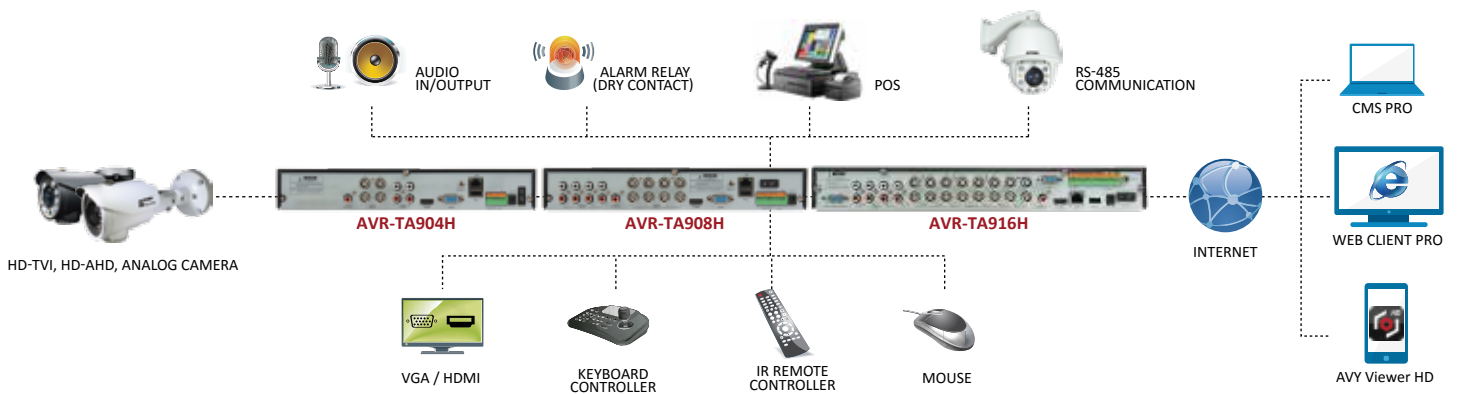 AUDIO
IN/OUTPUT
ALARM RELAY
(DRY CONTACT)
POS
RS-485
COMMUNICATION
CMS PRO
AVR-TA904H
AVR-TA908H
AVR-TA916H
HD-TVI, HD-AHD, ANALOG CAMERA
INTERNET
WEB CLIENT PRO
VGA / HDMI
KEYBOARD
CONTROLLER
IR REMOTE
CONTROLLER
MOUSE
AVY Viewer HD